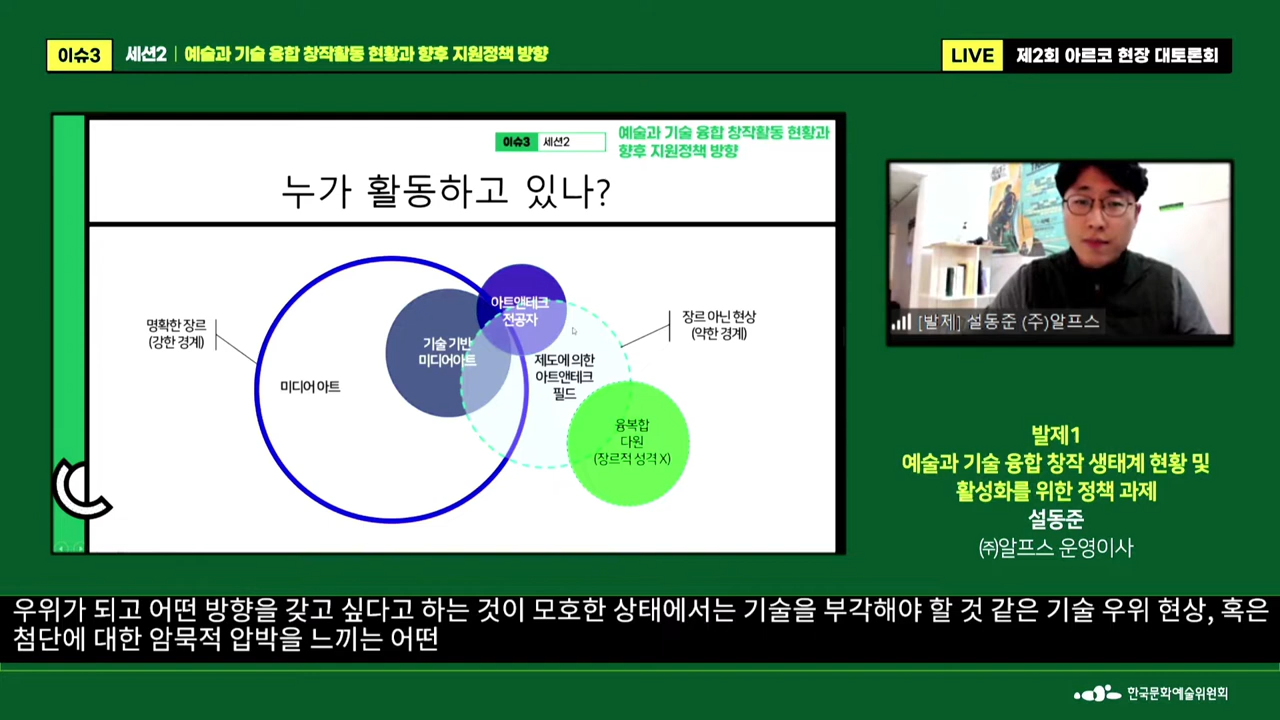 이슈3
세션2 | 예술과 기술 융합 창작활동 현황과 향후 지원정책 방향
LIVE
제2회 아르코 현장 대토론회
이슈3
세션2
예술과 기술 융합 창작활동 현황과
향후 지원정책 방향
누가 활동하고 있나?
명확한 장르
(강한 경계)
미디어 아트
기술 기반
미디어아트
아트앤테크
전공자
제도에 의한
아트앤테크
필드
융복합
다원
(장르적 성격 X)
장르 아닌 현상
(약한 경계)
[발제] 설동준 (주)알프스
발제1
예술과 기술 융합 창작 생태계 현황 및
활성화를 위한 정책 과제
설동준
㈜알프스 운영이사
우위가 되고 어떤 방향을 갖고 싶다고 하는 것이 모호한 상태에서는 기술을 부각해야 할 것 같은 기술 우위 현상, 혹은
첨단에 대한 암묵적 압박을 느끼는 어떤
한국문화예술위원회